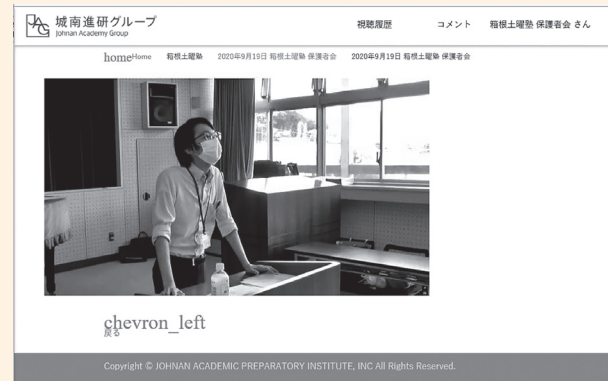 JAG 城南進研グループ
Johnan Academy Group
視聴履歴 コメント 箱根土曜塾 保護者会 さん
homeHome 箱根土曜塾 2020年9月19日 箱根土曜塾 保護者会 2020年9月19日 箱根土曜塾 保護者会
chevron_left
戻る
Copyright © JOHNAN ACADEMIC PREPARATORY INSTITUTE, INC All Rights Reserved.